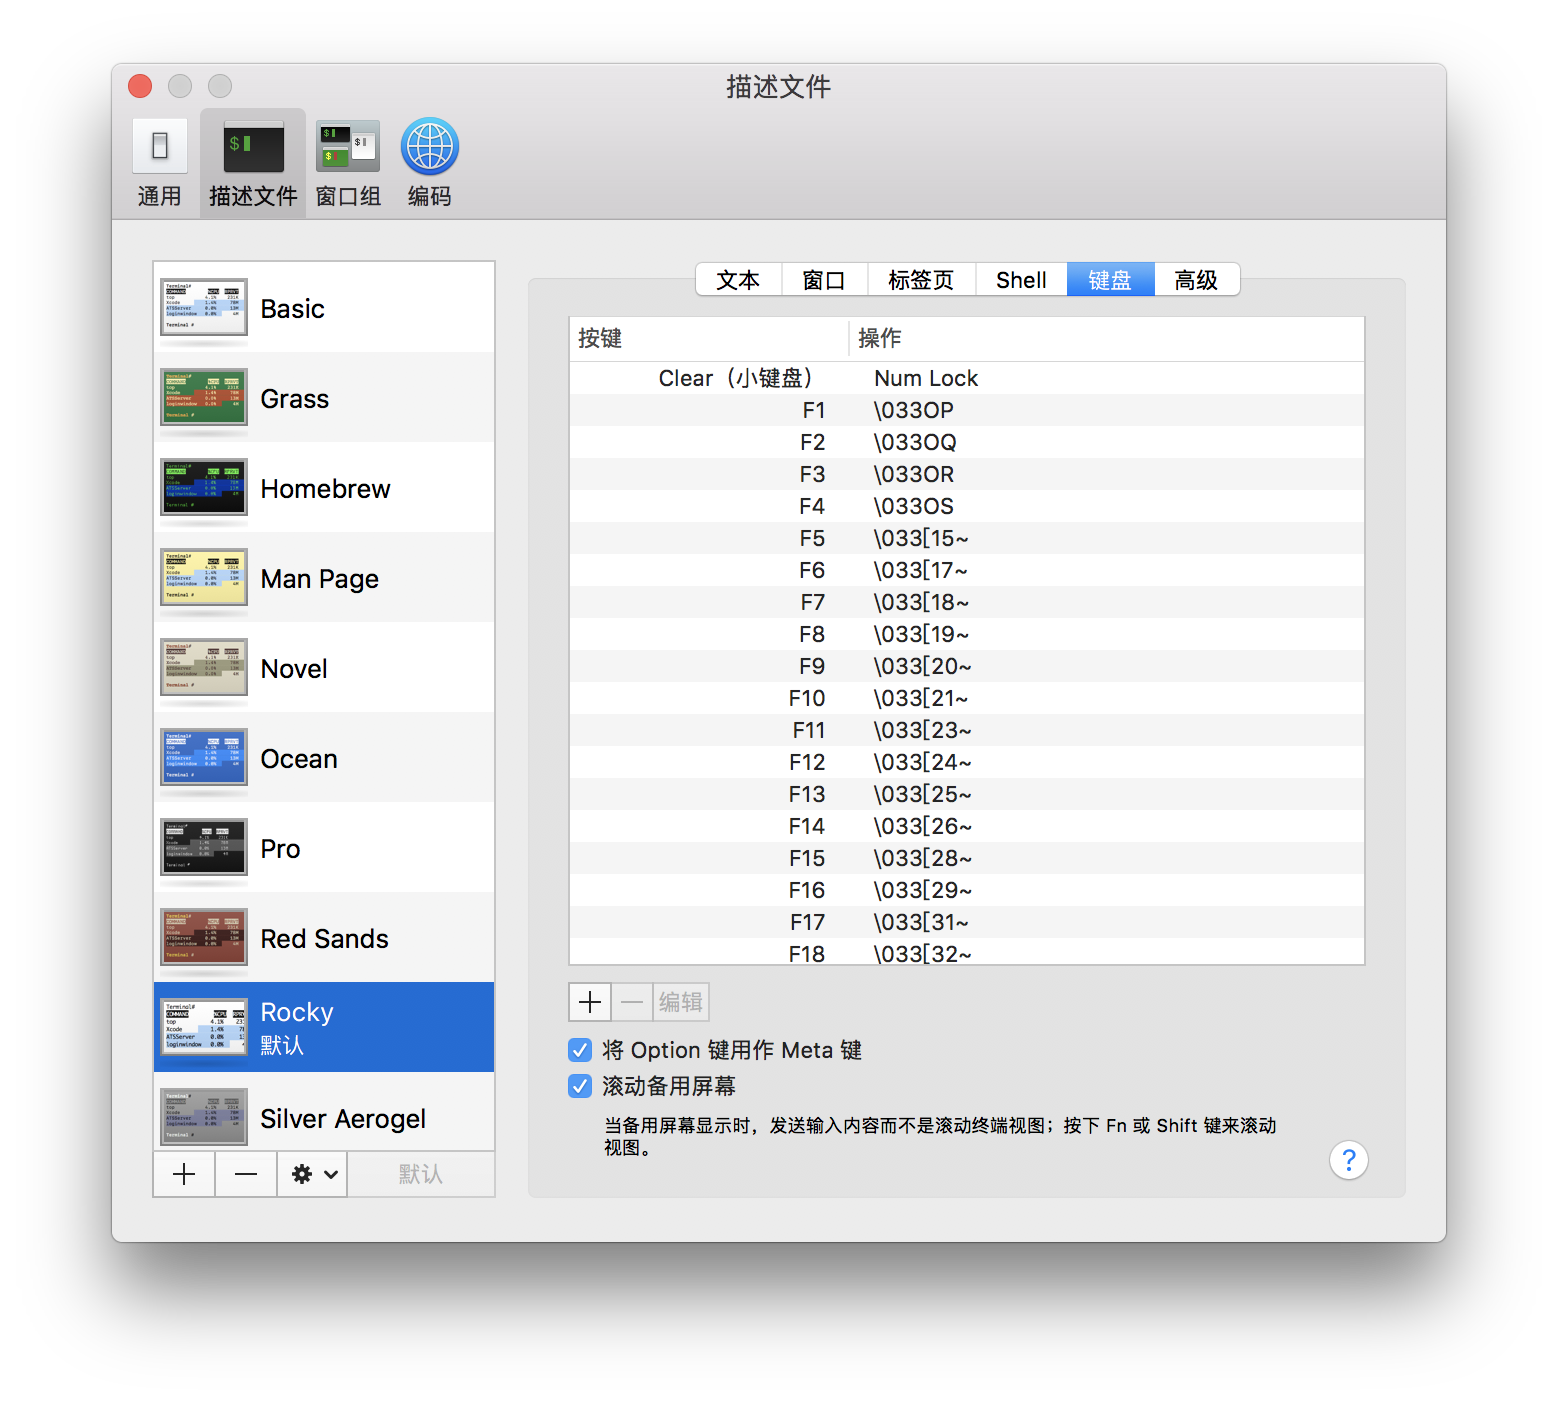 描述文件
通用
描述文件
窗口组
编码
Basic
Grass
Homebrew
Man Page
Novel
Ocean
Pro
Red Sands
Rocky
默认
Silver Aerogel
默认
文本
窗口
标签页
Shell
键盘
高级
按键 操作
Clear（小键盘） Num Lock
F1 \033OP
F2 \033OQ
F3 \033OR
F4 \033OS
F5 \033[15~
F6 \033[17~
F7 \033[18~
F8 \033[19~
F9 \033[20~
F10 \033[21~
F11 \033[23~
F12 \033[24~
F13 \033[25~
F14 \033[26~
F15 \033[28~
F16 \033[29~
F17 \033[31~
F18 \033[32~
编辑
将 Option 键用作 Meta 键
滚动备用屏幕
当备用屏幕显示时，发送输入内容而不是滚动终端视图；按下 Fn 或 Shift 键来滚动
视图。
?